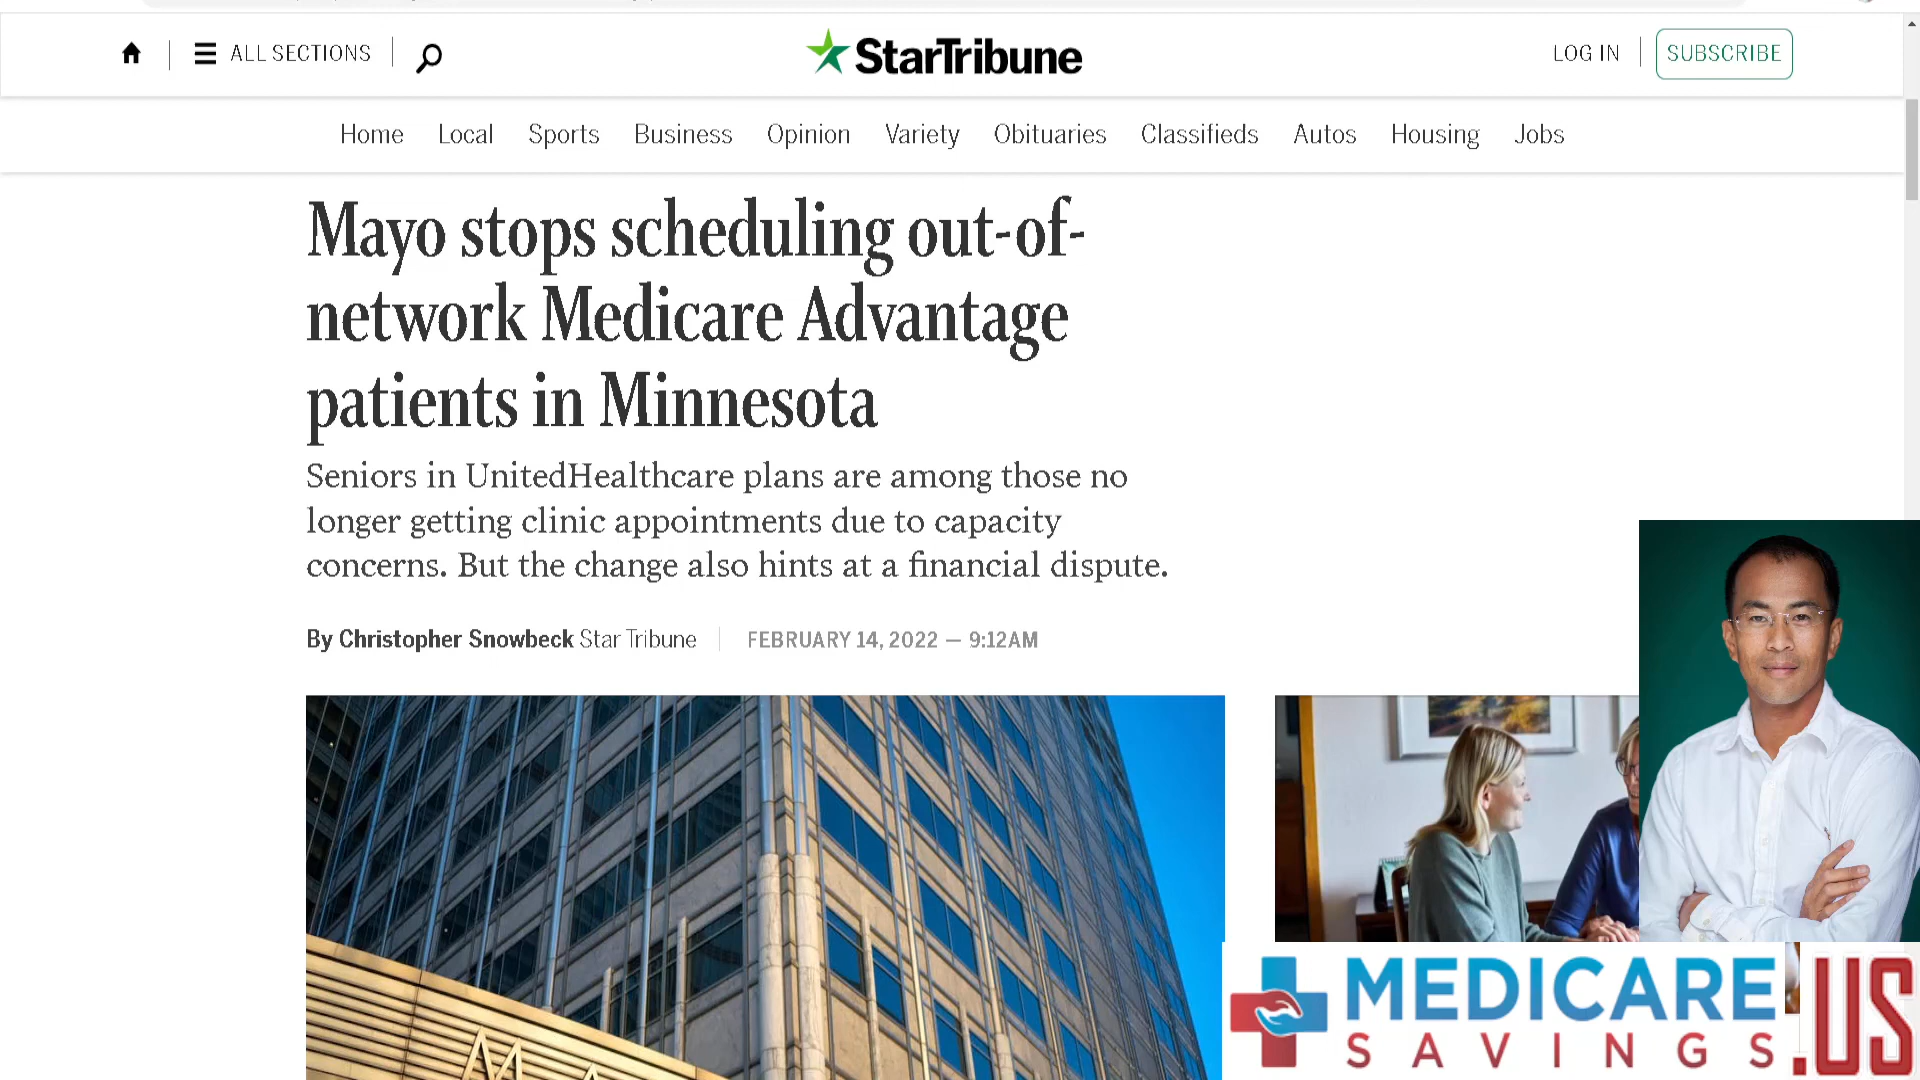 ALL SECTIONS
StarTribune
LOG IN
SUBSCRIBE
Home Local Sports Business Opinion Variety Obituaries Classifieds Autos Housing Jobs
Mayo stops scheduling out-of-
network Medicare Advantage
patients in Minnesota
Seniors in UnitedHealthcare plans are among those no
longer getting clinic appointments due to capacity
concerns. But the change also hints at a financial dispute.
By Christopher Snowbeck Star Tribune
FEBRUARY 14, 2022 — 9:12AM
MEDICARE
SAVINGS
.US